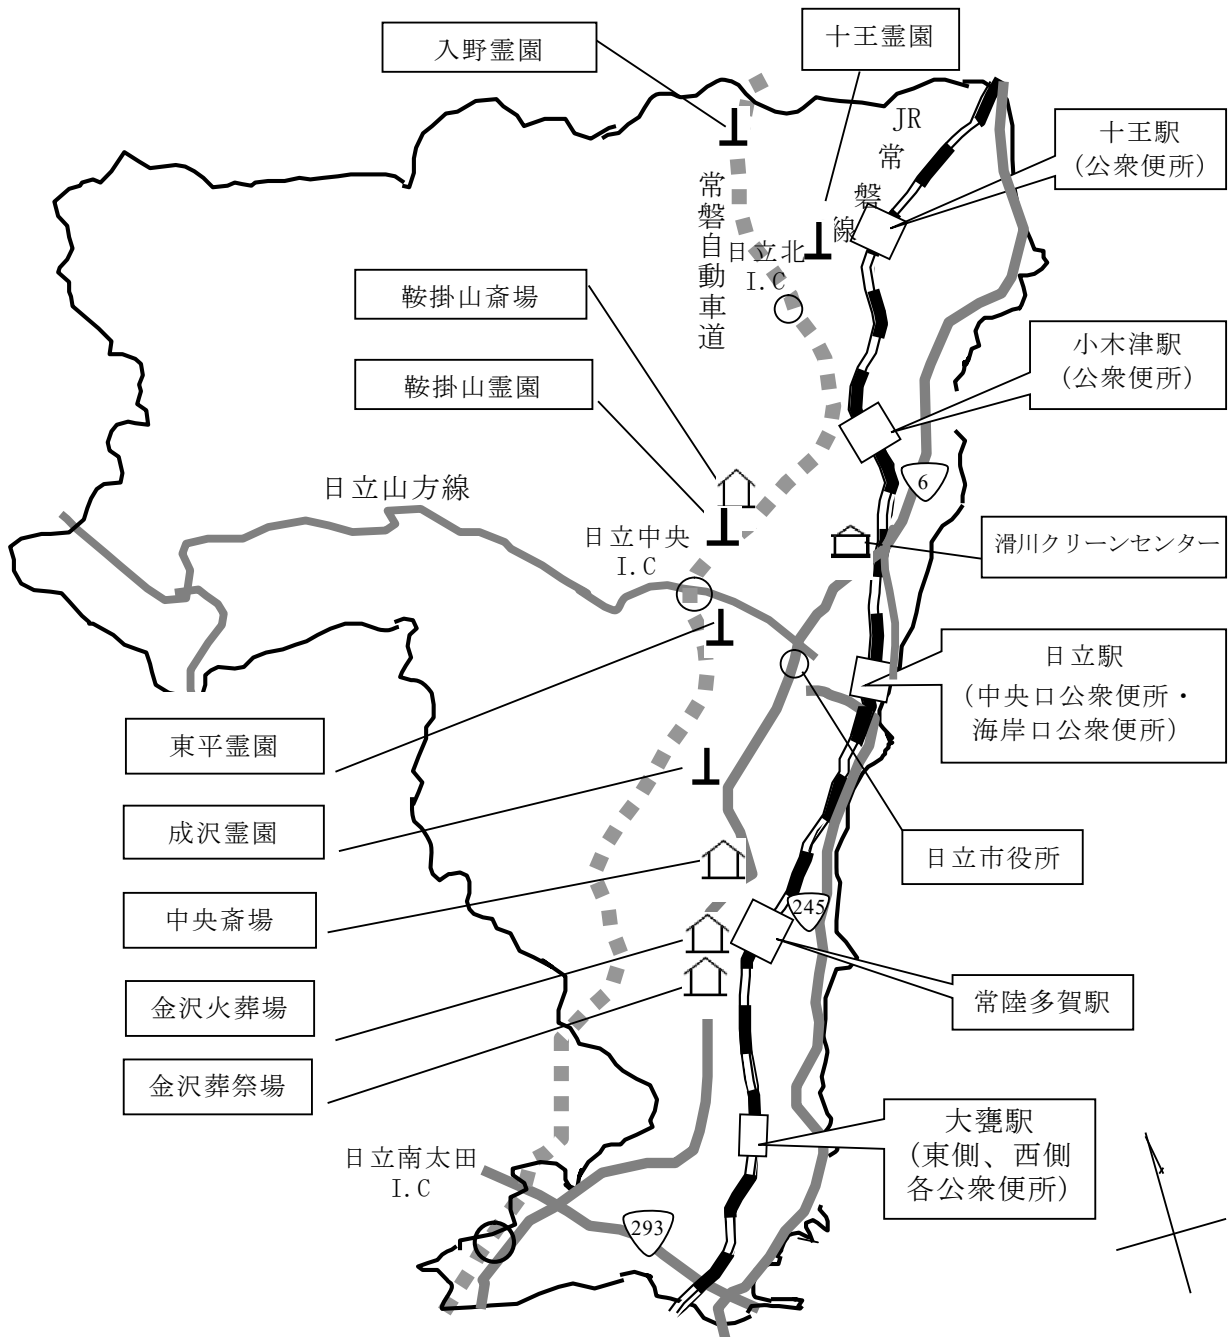 入野霊園
十王霊園
JR常磐線
十王駅
(公衆便所)
常磐自動車道
日立北
I.C
鞍掛山斎場
鞍掛山霊園
小木津駅
(公衆便所)
6
日立山方線
日立中央
I.C
滑川クリーンセンター
日立駅
(中央口公衆便所・
海岸口公衆便所)
東平霊園
成沢霊園
日立市役所
中央斎場
245
金沢火葬場
常陸多賀駅
金沢葬祭場
大甕駅
(東側、西側
各公衆便所)
日立南太田
I.C
293